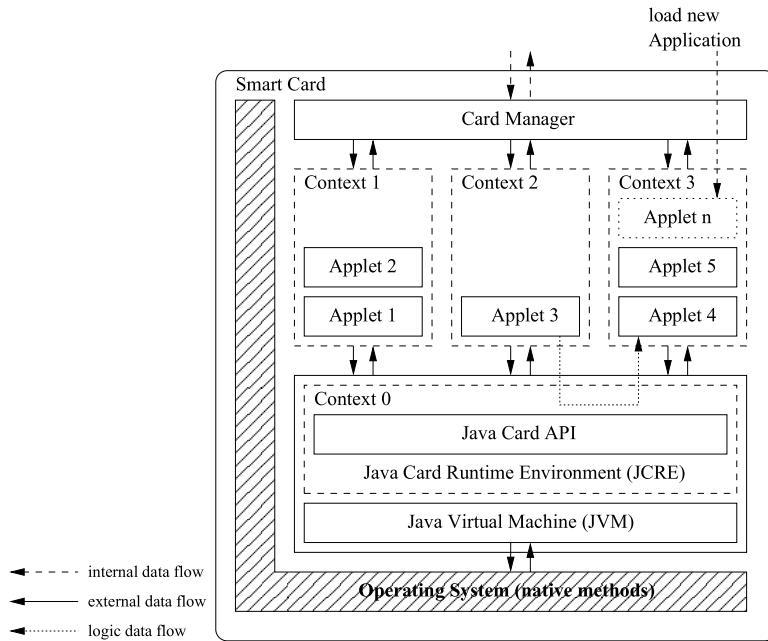 load new
Application
Smart Card
Card Manager
Context 1
Context 2
Context 3
Applet n
Applet 2
Applet 5
Applet 1
Applet 3
Applet 4
Context 0
Java Card API
Java Card Runtime Environment (JCRE)
Java Virtual Machine (JVM)
Operating System (native methods)
internal data flow
external data flow
logic data flow